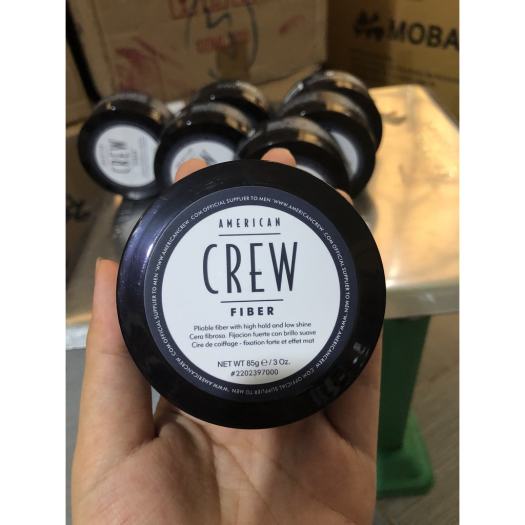 MOBA
AMERICAN
CREW
FIBER
Pliable fiber with high hold and low shine
Cera fibrosa. Fijacion fuerte con brillo suave
Cire de coiffage - fixation forte et effet mat
NET WT 85g e / 3 Oz.
#2202397000
WWW.AMERICANCREW.COM OFFICIAL SUPPLIER TO MEN
CREW